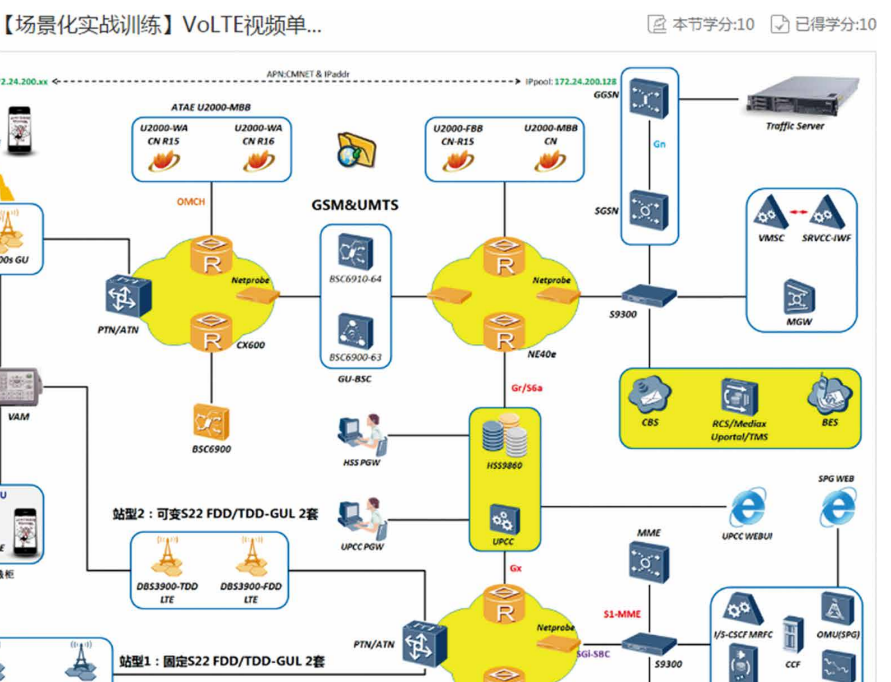 【场景化实战训练】VoLTE视频单...
本节学分:10
已得学分:10
2.24.200.xx
APN:CMNET & IPaddr
IPpool: 172.24.200.128
GGSN
ATAE U2000-MBB
U2000-WA
CN R15
U2000-WA
CN R16
U2000-FBB
CN-R15
U2000-MBB
CN
Traffic Server
Gn
OMCH
GSM&UMTS
SGSN
VMSC
SRVCC-IWF
00s GU
R
R
Netprobe
BSC6910-64
Netprobe
PTN/ATN
S9300
MGW
R
R
CX600
BSC6900-63
NE40e
GU-BSC
Gr/S6a
VAM
CBS
RCS/Mediax
Uportal/TMS
BES
BSC6900
HSS PGW
HSS9860
SPG WEB
U
站型2：可变S22 FDD/TDD-GUL 2套
UPCC PGW
UPCC
UPCC WEBUI
MME
E
DBS3900-TDD
LTE
DBS3900-FDD
LTE
Gx
R
S1-MME
Netprobe
I/S-CSCF MRFC
OMU(SPG)
PTN/ATN
SGi-SBC
S9300
CCF
站型1：固定S22 FDD/TDD-GUL 2套